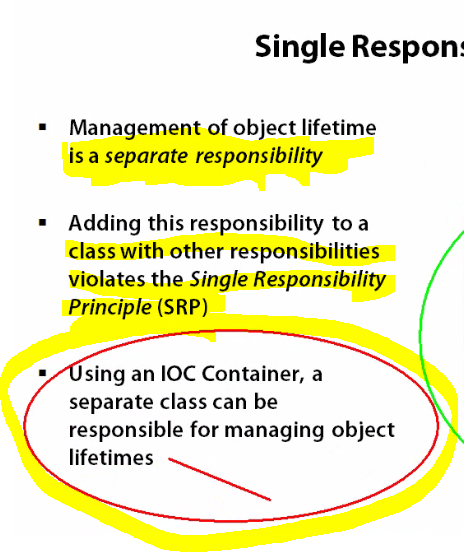 Single Respons
▪ Management of object lifetime
is a separate responsibility
▪ Adding this responsibility to a
class with other responsibilities
violates the Single Responsibility
Principle (SRP)
▪ Using an IOC Container, a
separate class can be
responsible for managing object
lifetimes